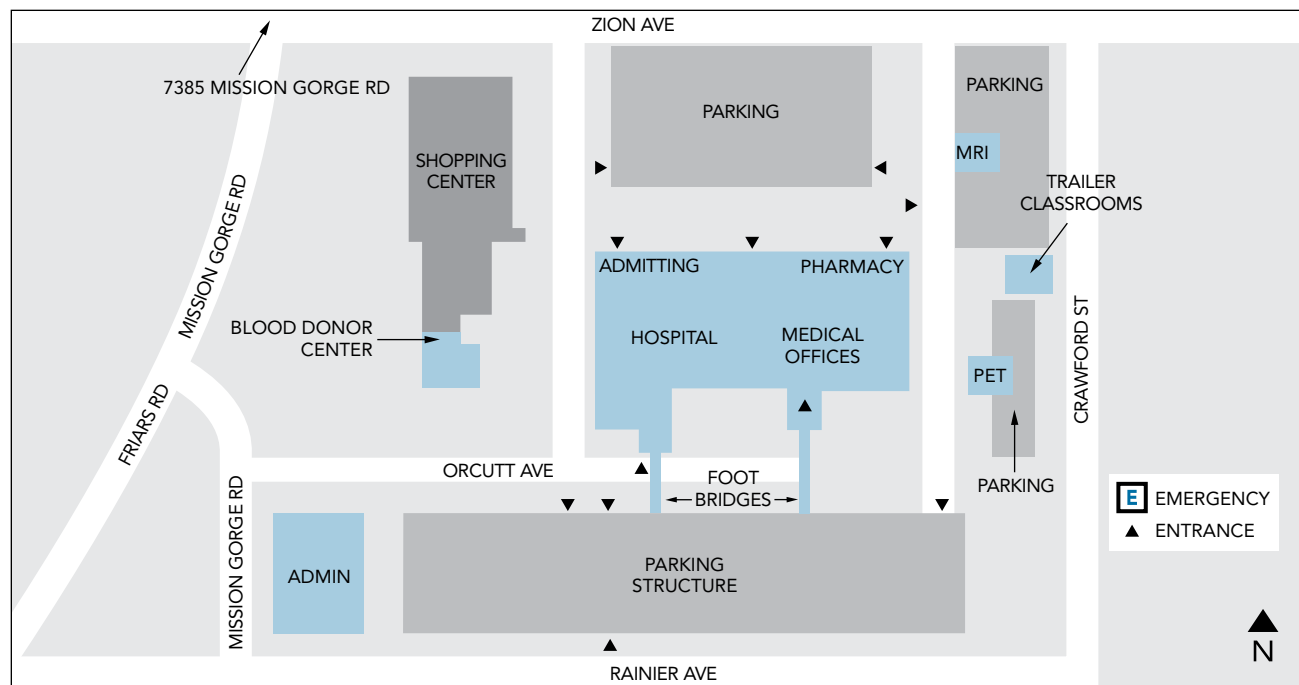 ZION AVE
7385 MISSION GORGE RD
PARKING
PARKING
SHOPPING
CENTER
MRI
TRAILER
CLASSROOMS
MISSION GORGE RD
ADMITTING
PHARMACY
BLOOD DONOR
CENTER
HOSPITAL
MEDICAL
OFFICES
PET
CRAWFORD ST
FRIARS RD
ORCUTT AVE
FOOT
BRIDGES
PARKING
E EMERGENCY
ENTRANCE
MISSION GORGE RD
ADMIN
PARKING
STRUCTURE
N
RAINIER AVE